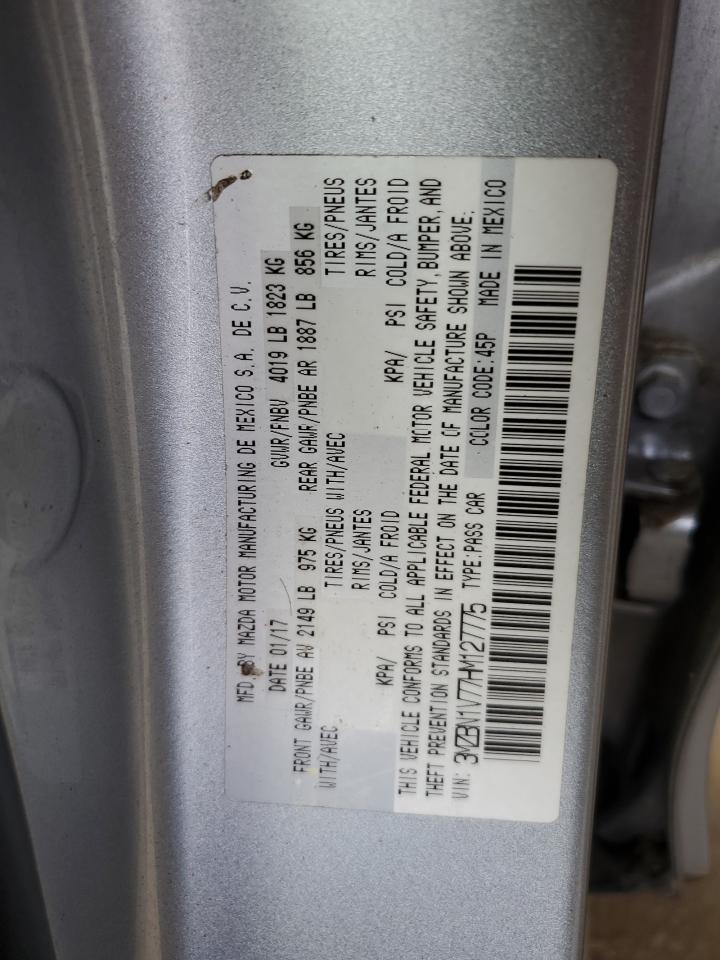 MFD. BY MAZDA MOTOR MANUFACTURING DE MEXICO S.A. DE C.V.
DATE 01/17 GVWR/PNBV 4019 LB 1823 KG
FRONT GAWR/PNBE AV 2149 LB 975 KG REAR GAWR/PNBE AR 1887 LB 856 KG
WITH/AVEC TIRES/PNEUS WITH/AVEC TIRES/PNEUS
RIMS/JANTES RIMS/JANTES
KPA/ PSI COLD/A FROID KPA/ PSI COLD/A FROID
THIS VEHICLE CONFORMS TO ALL APPLICABLE FEDERAL MOTOR VEHICLE SAFETY, BUMPER, AND
THEFT PREVENTION STANDARDS IN EFFECT ON THE DATE OF MANUFACTURE SHOWN ABOVE.
VIN: 3MZBN1V77HM127775 TYPE:PASS CAR COLOR CODE:45P MADE IN MEXICO